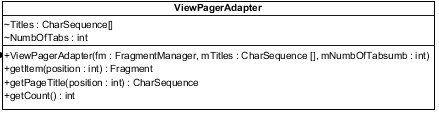 ViewPagerAdapter
~Titles : CharSequence[]
~NumbOfTabs : int
+ViewPagerAdapter(fm : FragmentManager, mTitles : CharSequence [], mNumbOfTabsumb : int)
+getItem(position : int) : Fragment
+getPageTitle(position : int) : CharSequence
+getCount() : int